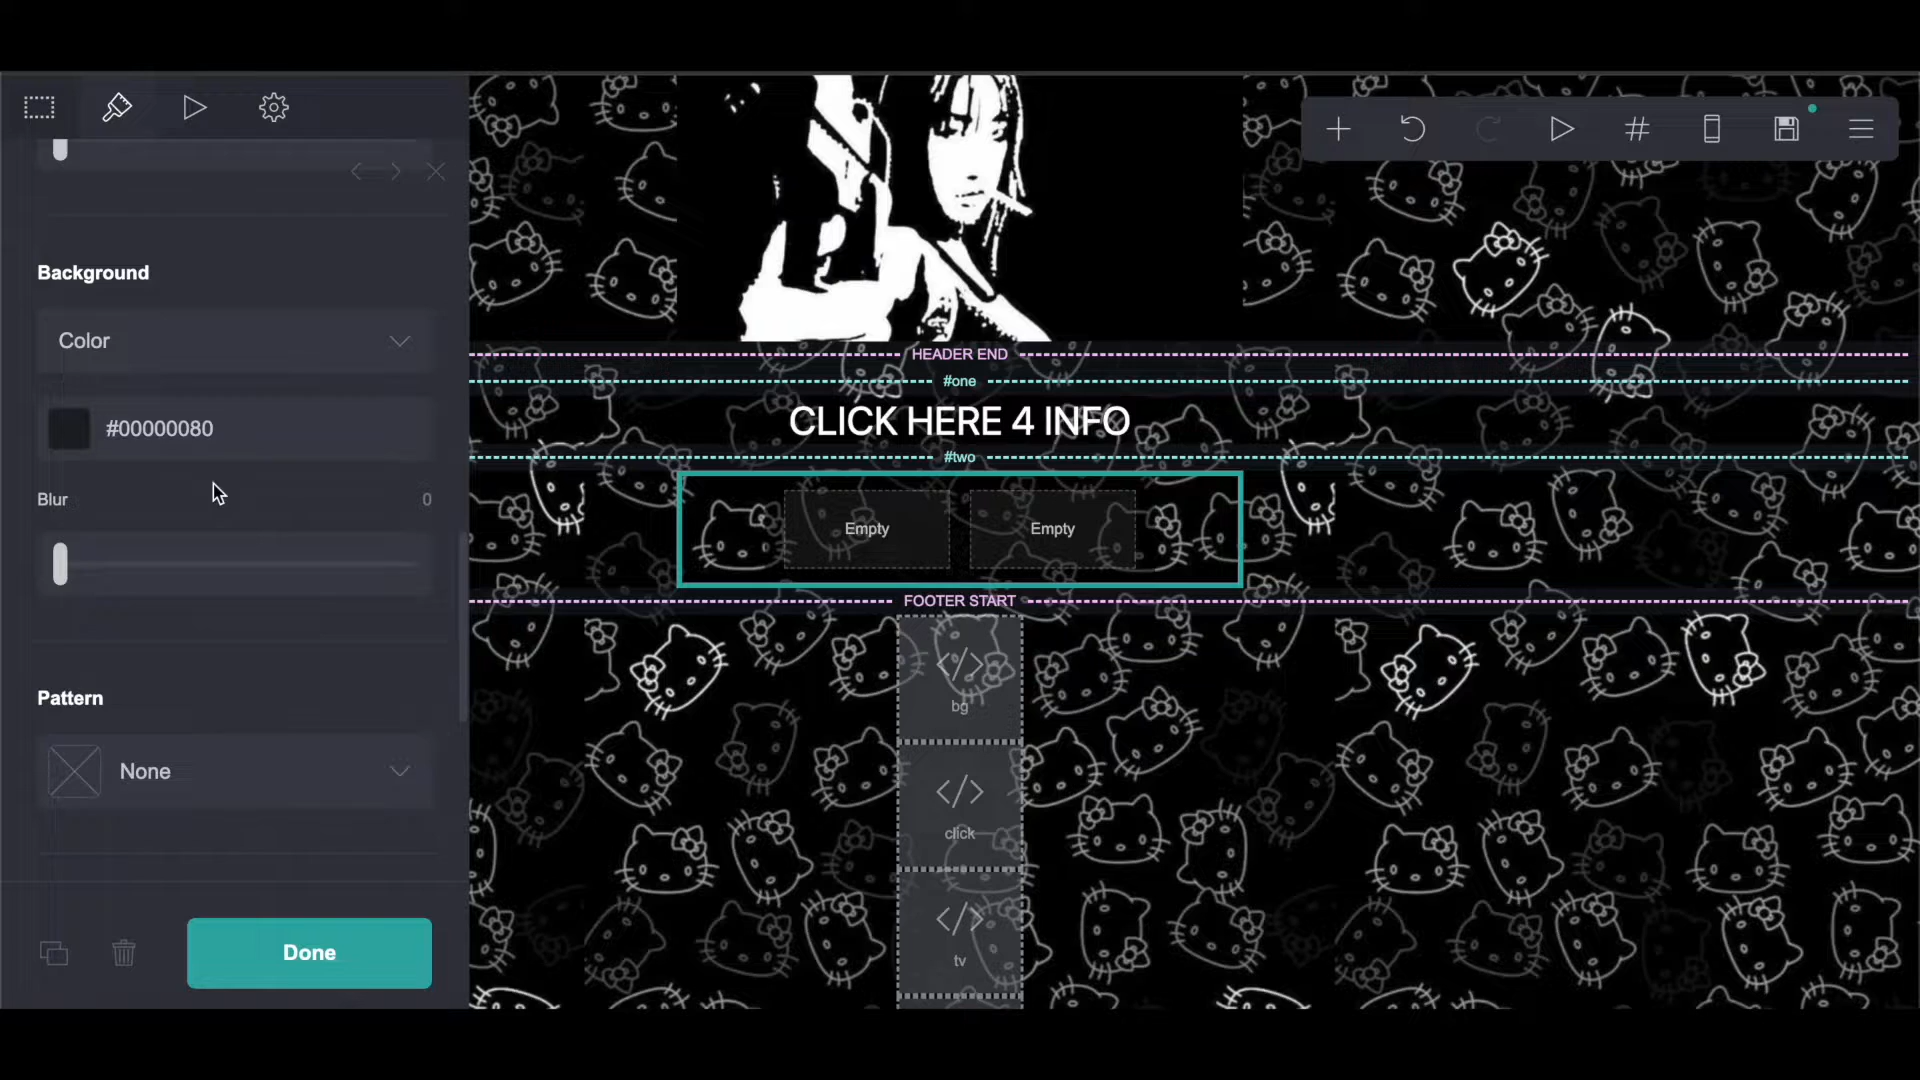 Background
Color
#00000080
Blur
0
Pattern
None
Done
HEADER END
#one
CLICK HERE 4 INFO
#two
Empty
Empty
FOOTER START
bg
click
tv